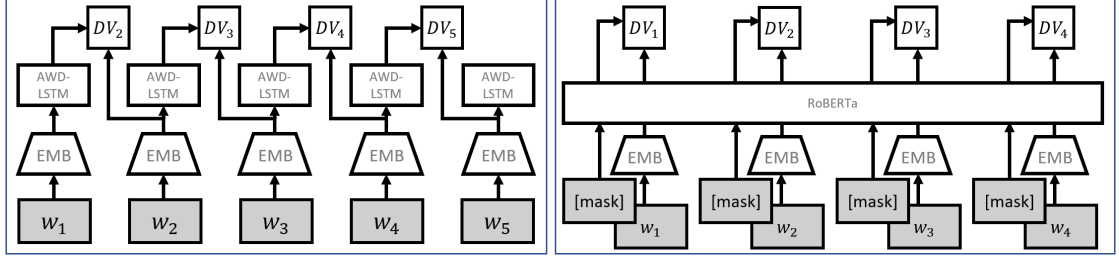 DV₂ DV₃ DV₄ DV₅
AWD-LSTM AWD-LSTM AWD-LSTM AWD-LSTM AWD-LSTM
EMB EMB EMB EMB EMB
w₁ w₂ w₃ w₄ w₅
DV₁ DV₂ DV₃ DV₄
RoBERTa
EMB EMB EMB EMB
[mask] [mask] [mask] [mask]
w₁ w₂ w₃ w₄